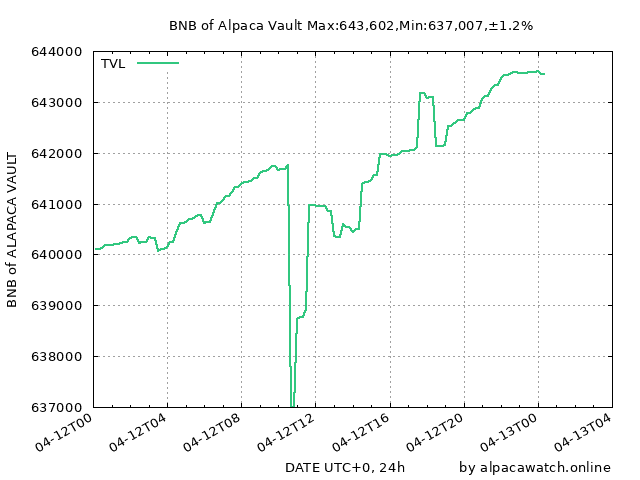 BNB of Alpaca Vault Max:643,602,Min:637,007,±1.2%
644000
TVL
643000
642000
641000
640000
639000
638000
637000
BNB of ALAPACA VAULT
04-12T00
04-12T04
04-12T08
04-12T12
04-12T16
04-12T20
04-13T00
04-13T04
DATE UTC+0, 24h
by alpacawatch.online